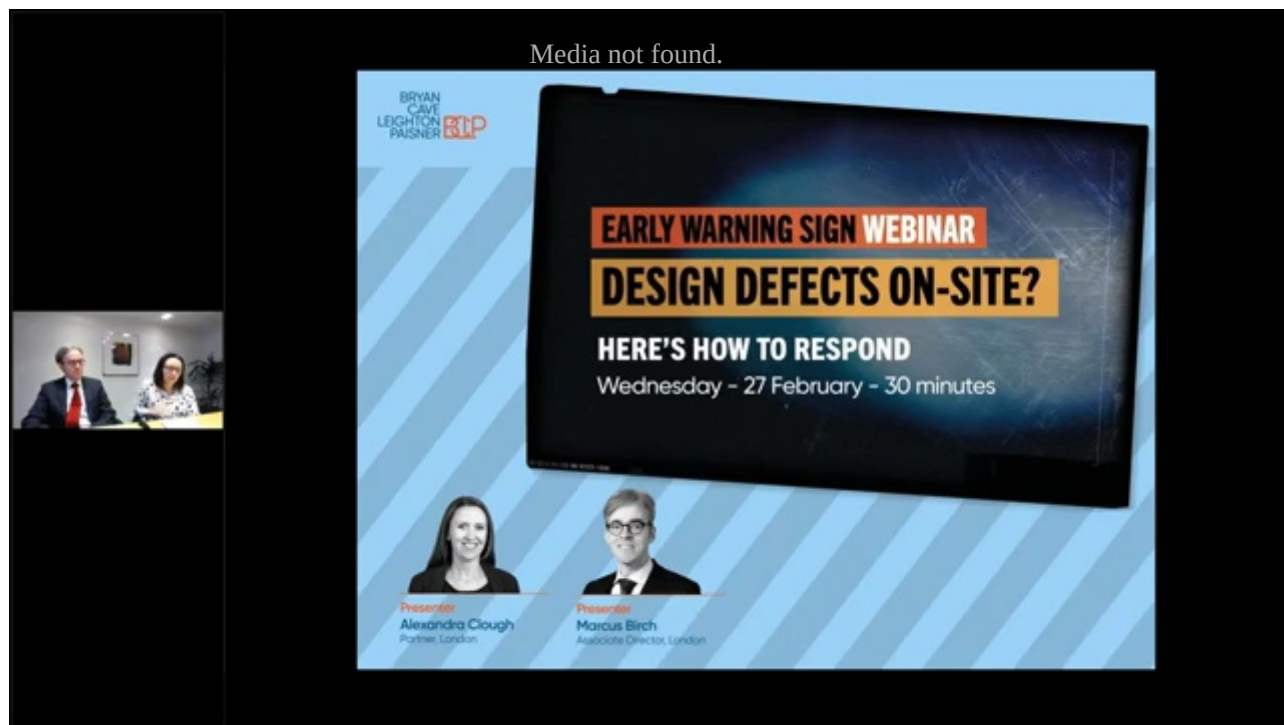 Media not found.
BRYAN
CAVE
LEIGHTON
PAISNER BCLP
EARLY WARNING SIGN WEBINAR
DESIGN DEFECTS ON-SITE?
HERE'S HOW TO RESPOND
Wednesday - 27 February - 30 minutes
Presenter
Alexandra Clough
Partner, London
Presenter
Marcus Birch
Associate Director, London